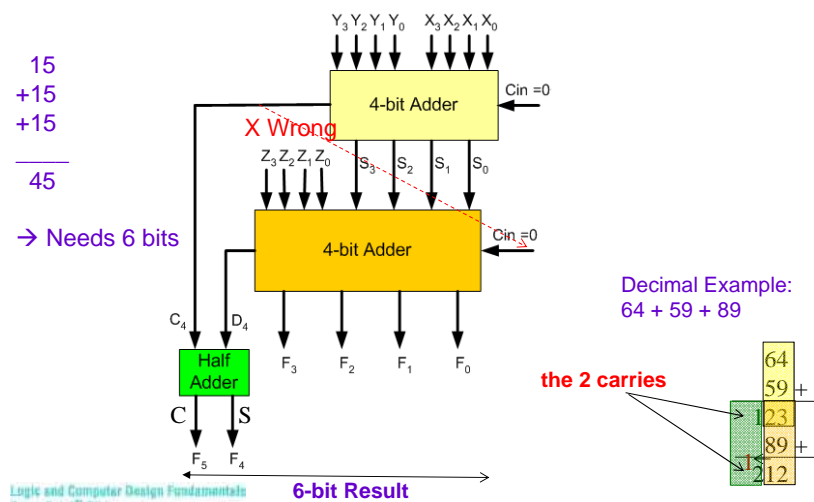 Y3 Y2 Y1 Y0
X3 X2 X1 X0
15
+15
+15
45
→ Needs 6 bits
4-bit Adder
Cin =0
X Wrong
Z3 Z2 Z1 Z0
S3
S2
S1
S0
4-bit Adder
Cin=0
C4
D4
F3
F2
F1
F0
Half
Adder
C
S
F5
F4
6-bit Result
Decimal Example:
64 + 59 + 89
the 2 carries
64
59 +
123
89 +
1
212
Logic and Computer Design Fundamentals